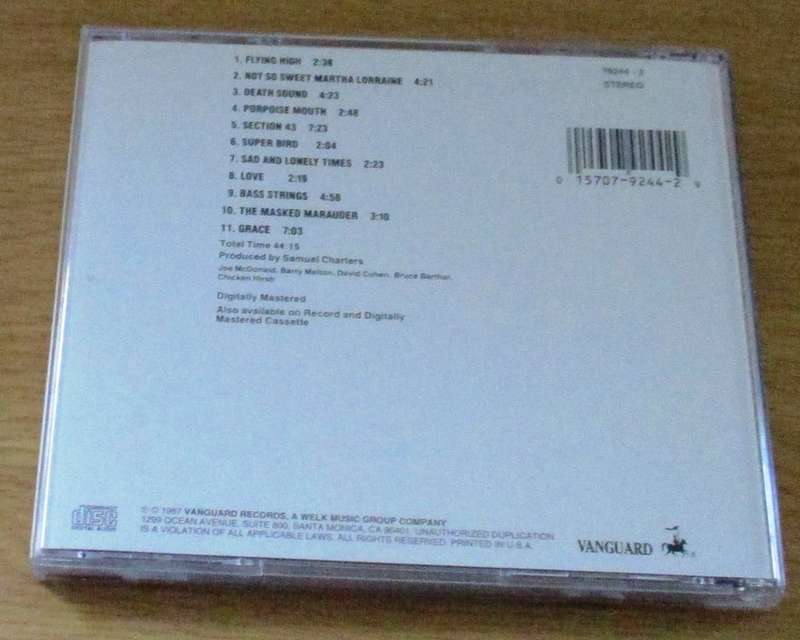 1. FLYING HIGH 2:38
2. NOT SO SWEET MARTHA LORRAINE 4:21
3. DEATH SOUND 4:23
4. PORPOISE MOUTH 2:48
5. SECTION 43 7:23
6. SUPER BIRD 2:04
7. SAD AND LONELY TIMES 2:23
8. LOVE 2:19
9. BASS STRINGS 4:58
10. THE MASKED MARAUDER 3:10
11. GRACE 7:03
Total Time 44:15
Produced by Samuel Charters
Joe McDonald, Barry Melton, David Cohen, Bruce Barthal,
Chicken Hirsh
Digitally Mastered
Also available on Record and Digitally
Mastered Cassette
79244-2
STEREO
0 15707-9244-2 9
disc
DIGITAL AUDIO
℗ © 1967 VANGUARD RECORDS, A WELK MUSIC GROUP COMPANY
1299 OCEAN AVENUE, SUITE 800, SANTA MONICA, CA 90401. UNAUTHORIZED DUPLICATION
IS A VIOLATION OF ALL APPLICABLE LAWS. ALL RIGHTS RESERVED. PRINTED IN U.S.A.
VANGUARD